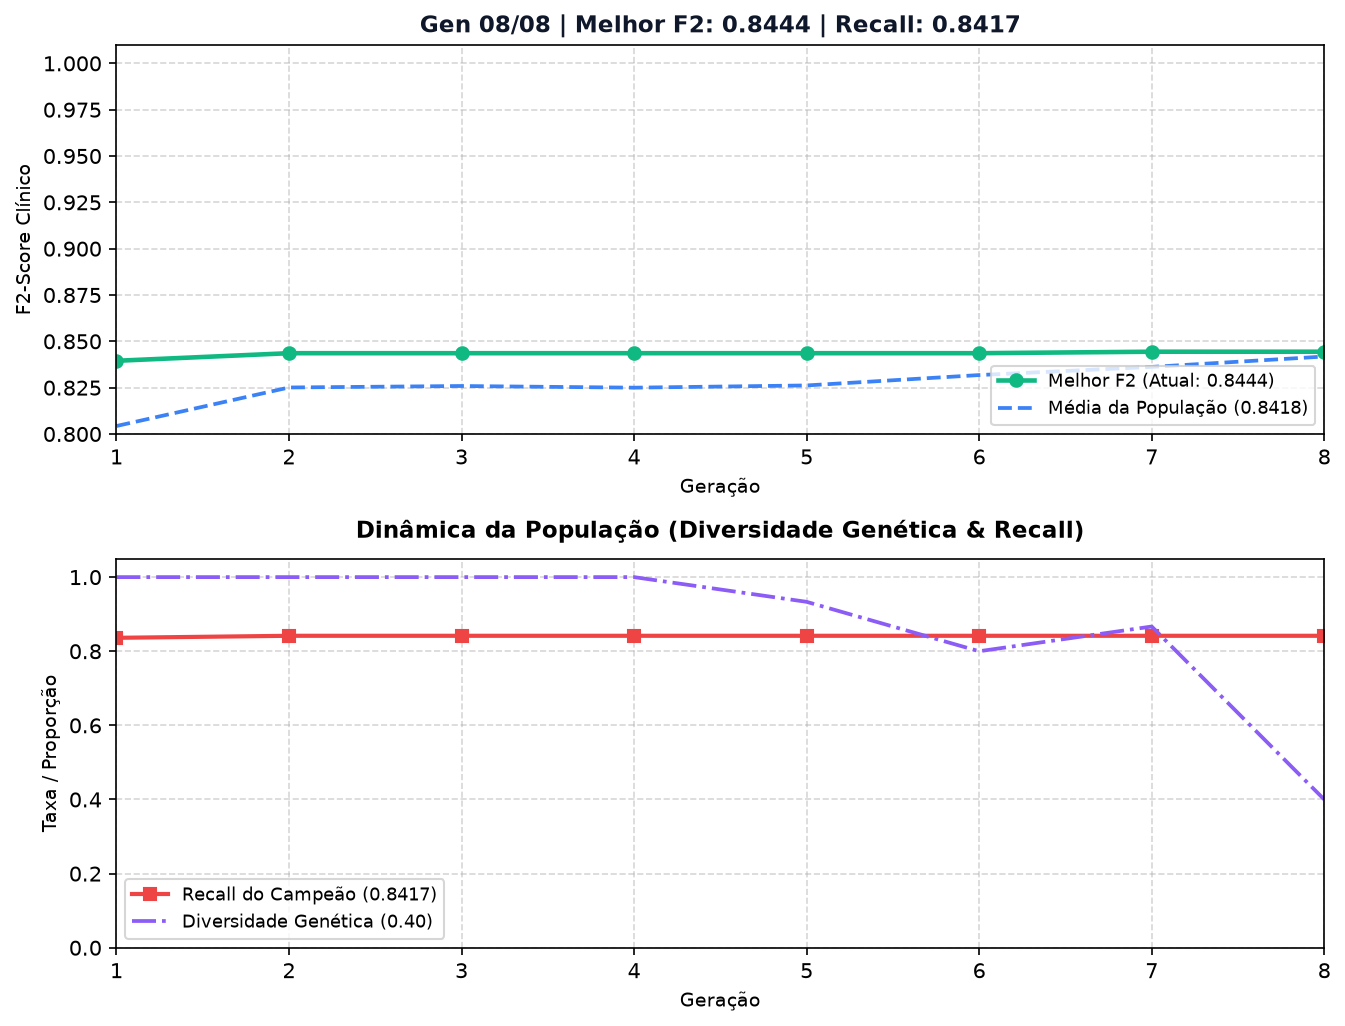 Gen 08/08 | Melhor F2: 0.8444 | Recall: 0.8417
1.000
0.975
0.950
0.925
0.900
0.875
0.850
0.825
0.800
F2-Score Clínico
Melhor F2 (Atual: 0.8444)
Média da População (0.8418)
1 2 3 4 5 6 7 8
Geração
Dinâmica da População (Diversidade Genética & Recall)
1.0
0.8
0.6
0.4
0.2
0.0
Taxa / Proporção
Recall do Campeão (0.8417)
Diversidade Genética (0.40)
1 2 3 4 5 6 7 8
Geração